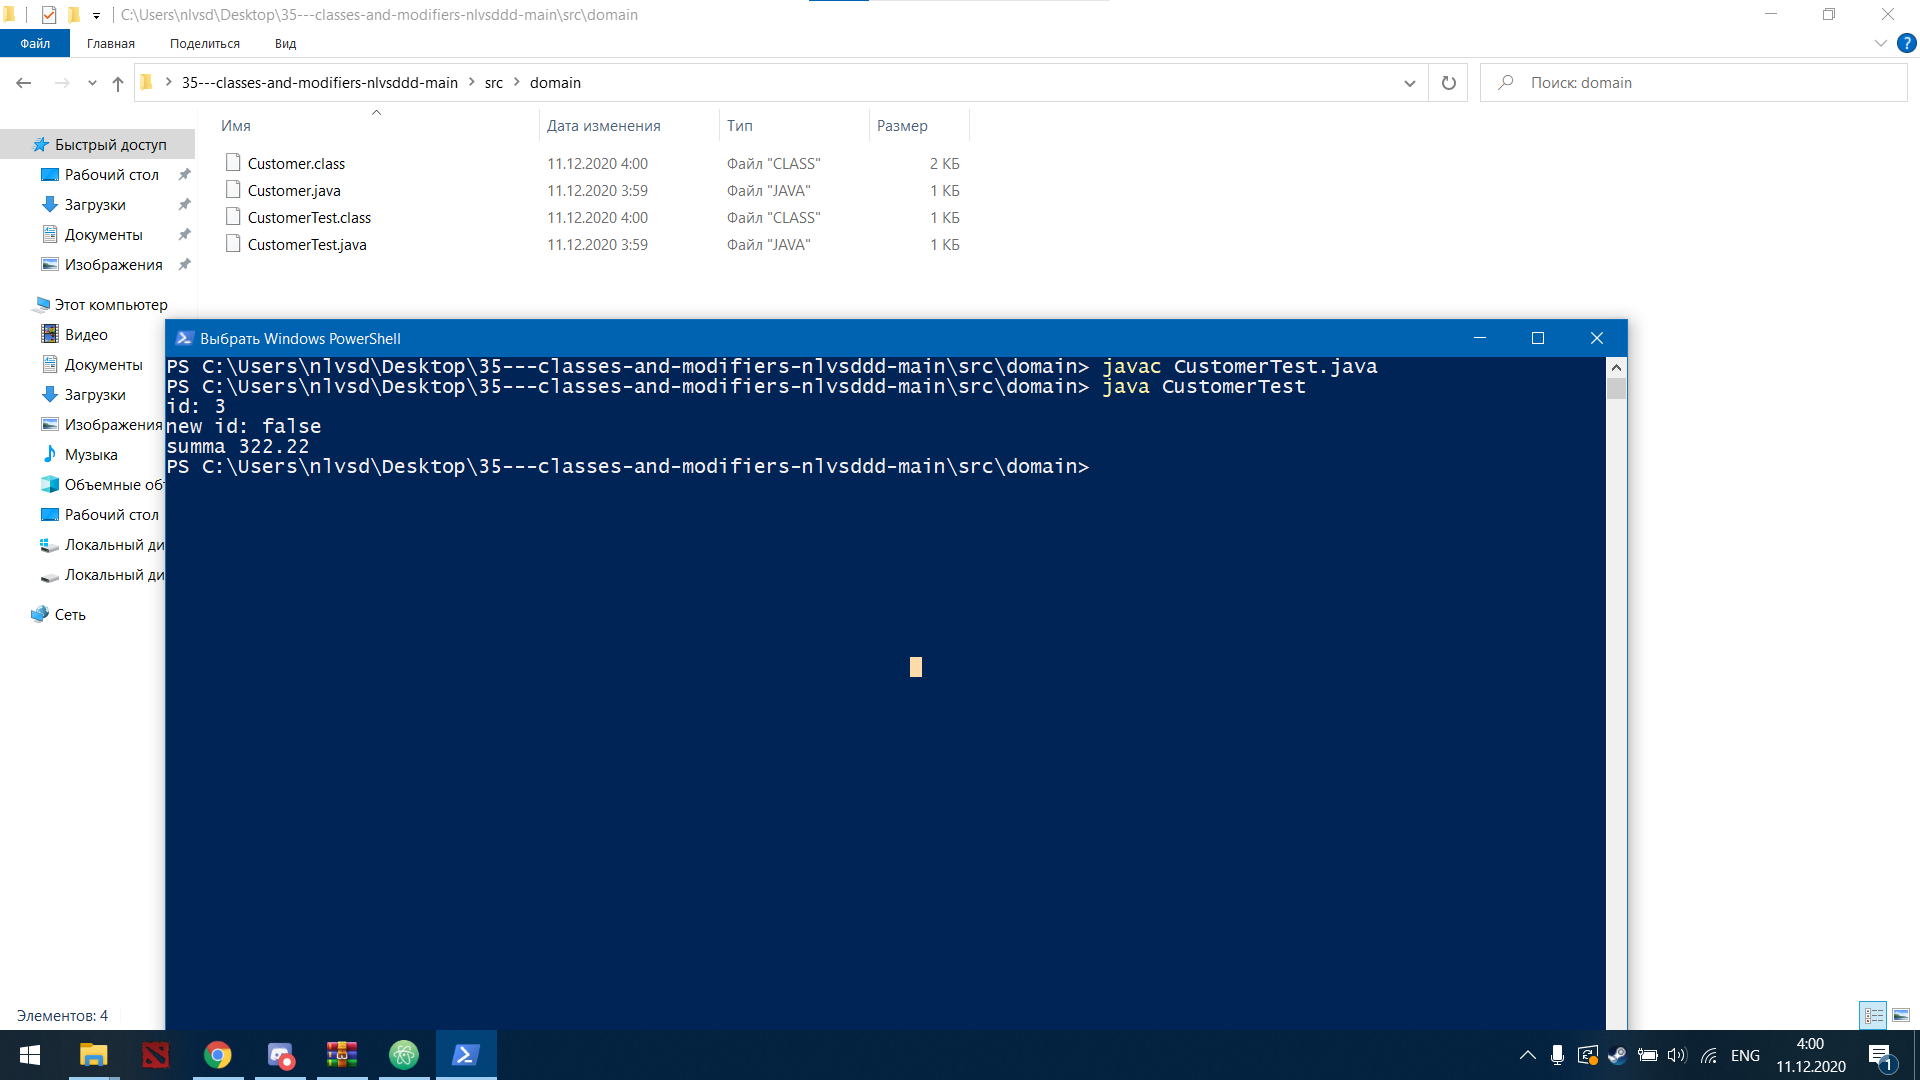 C:\Users\nlvsd\Desktop\35---classes-and-modifiers-nlvsddd-main\src\domain
Файл Главная Поделиться Вид
35---classes-and-modifiers-nlvsddd-main src domain
Поиск: domain
Имя Дата изменения Тип Размер
Customer.class 11.12.2020 4:00 Файл "CLASS" 2 КБ
Customer.java 11.12.2020 3:59 Файл "JAVA" 1 КБ
CustomerTest.class 11.12.2020 4:00 Файл "CLASS" 1 КБ
CustomerTest.java 11.12.2020 3:59 Файл "JAVA" 1 КБ
Быстрый доступ
Рабочий стол
Загрузки
Документы
Изображения
Этот компьютер
Видео
Документы
Загрузки
Изображения
Музыка
Объемные об
Рабочий стол
Локальный ди
Локальный ди
Сеть
Выбрать Windows PowerShell
PS C:\Users\nlvsd\Desktop\35---classes-and-modifiers-nlvsddd-main\src\domain> javac CustomerTest.java
PS C:\Users\nlvsd\Desktop\35---classes-and-modifiers-nlvsddd-main\src\domain> java CustomerTest
id: 3
new id: false
summa 322.22
PS C:\Users\nlvsd\Desktop\35---classes-and-modifiers-nlvsddd-main\src\domain>
Элементов: 4
ENG
4:00
11.12.2020
1